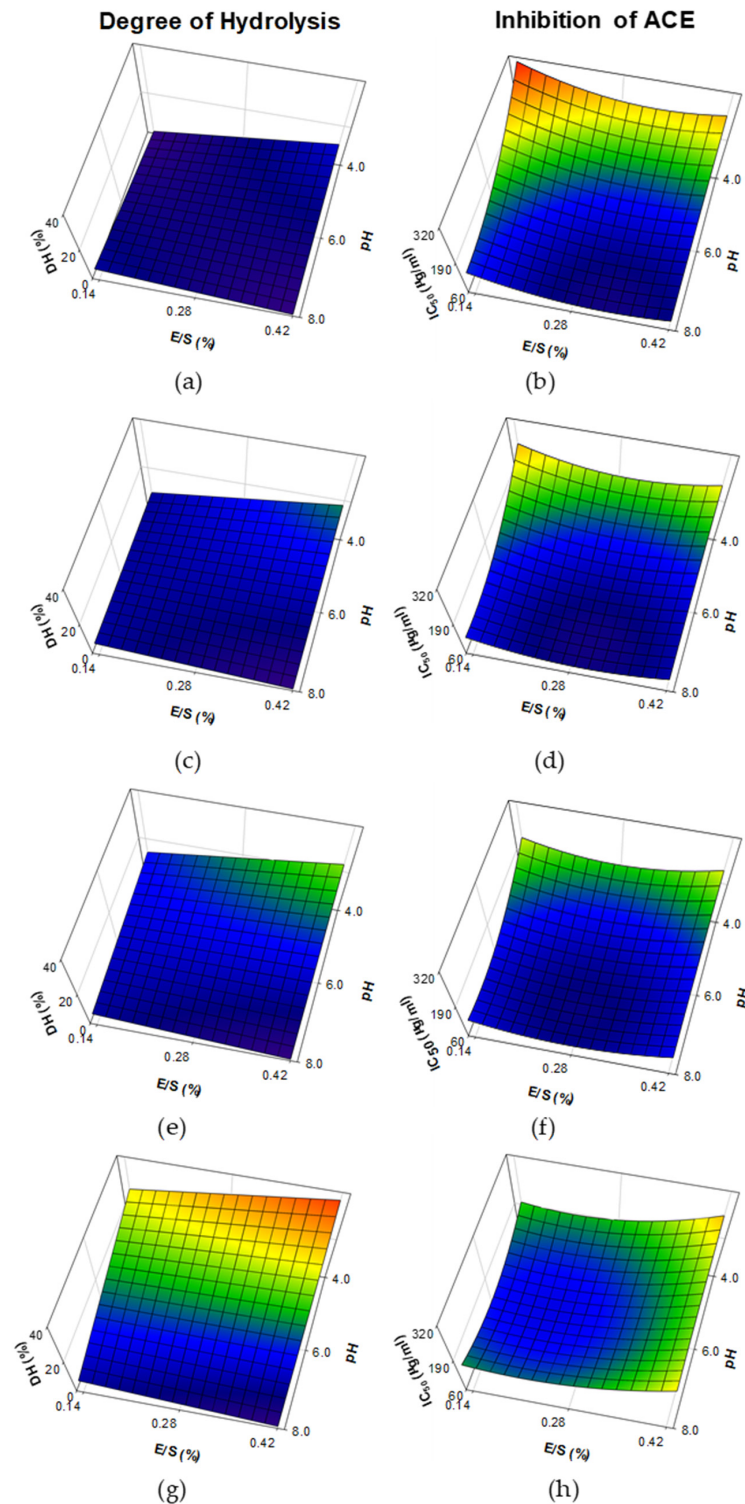 Degree of Hydrolysis
Inhibition of ACE
40
20
0
DH (%)
0.14
0.28
0.42
E/S (%)
4.0
6.0
8.0
pH
(a)
320
190
60
IC₅₀ (µg/ml)
0.14
0.28
0.42
E/S (%)
4.0
6.0
8.0
pH
(b)
40
20
0
DH (%)
0.14
0.28
0.42
E/S (%)
4.0
6.0
8.0
pH
(c)
320
190
60
IC₅₀ (µg/ml)
0.14
0.28
0.42
E/S (%)
4.0
6.0
8.0
pH
(d)
40
20
0
DH (%)
0.14
0.28
0.42
E/S (%)
4.0
6.0
8.0
pH
(e)
320
190
60
IC50 (µg/ml)
0.14
0.28
0.42
E/S (%)
4.0
6.0
8.0
pH
(f)
40
20
0
DH (%)
0.14
0.28
0.42
E/S (%)
4.0
6.0
8.0
pH
(g)
320
190
60
IC₅₀ (µg/ml)
0.14
0.28
0.42
E/S (%)
4.0
6.0
8.0
pH
(h)